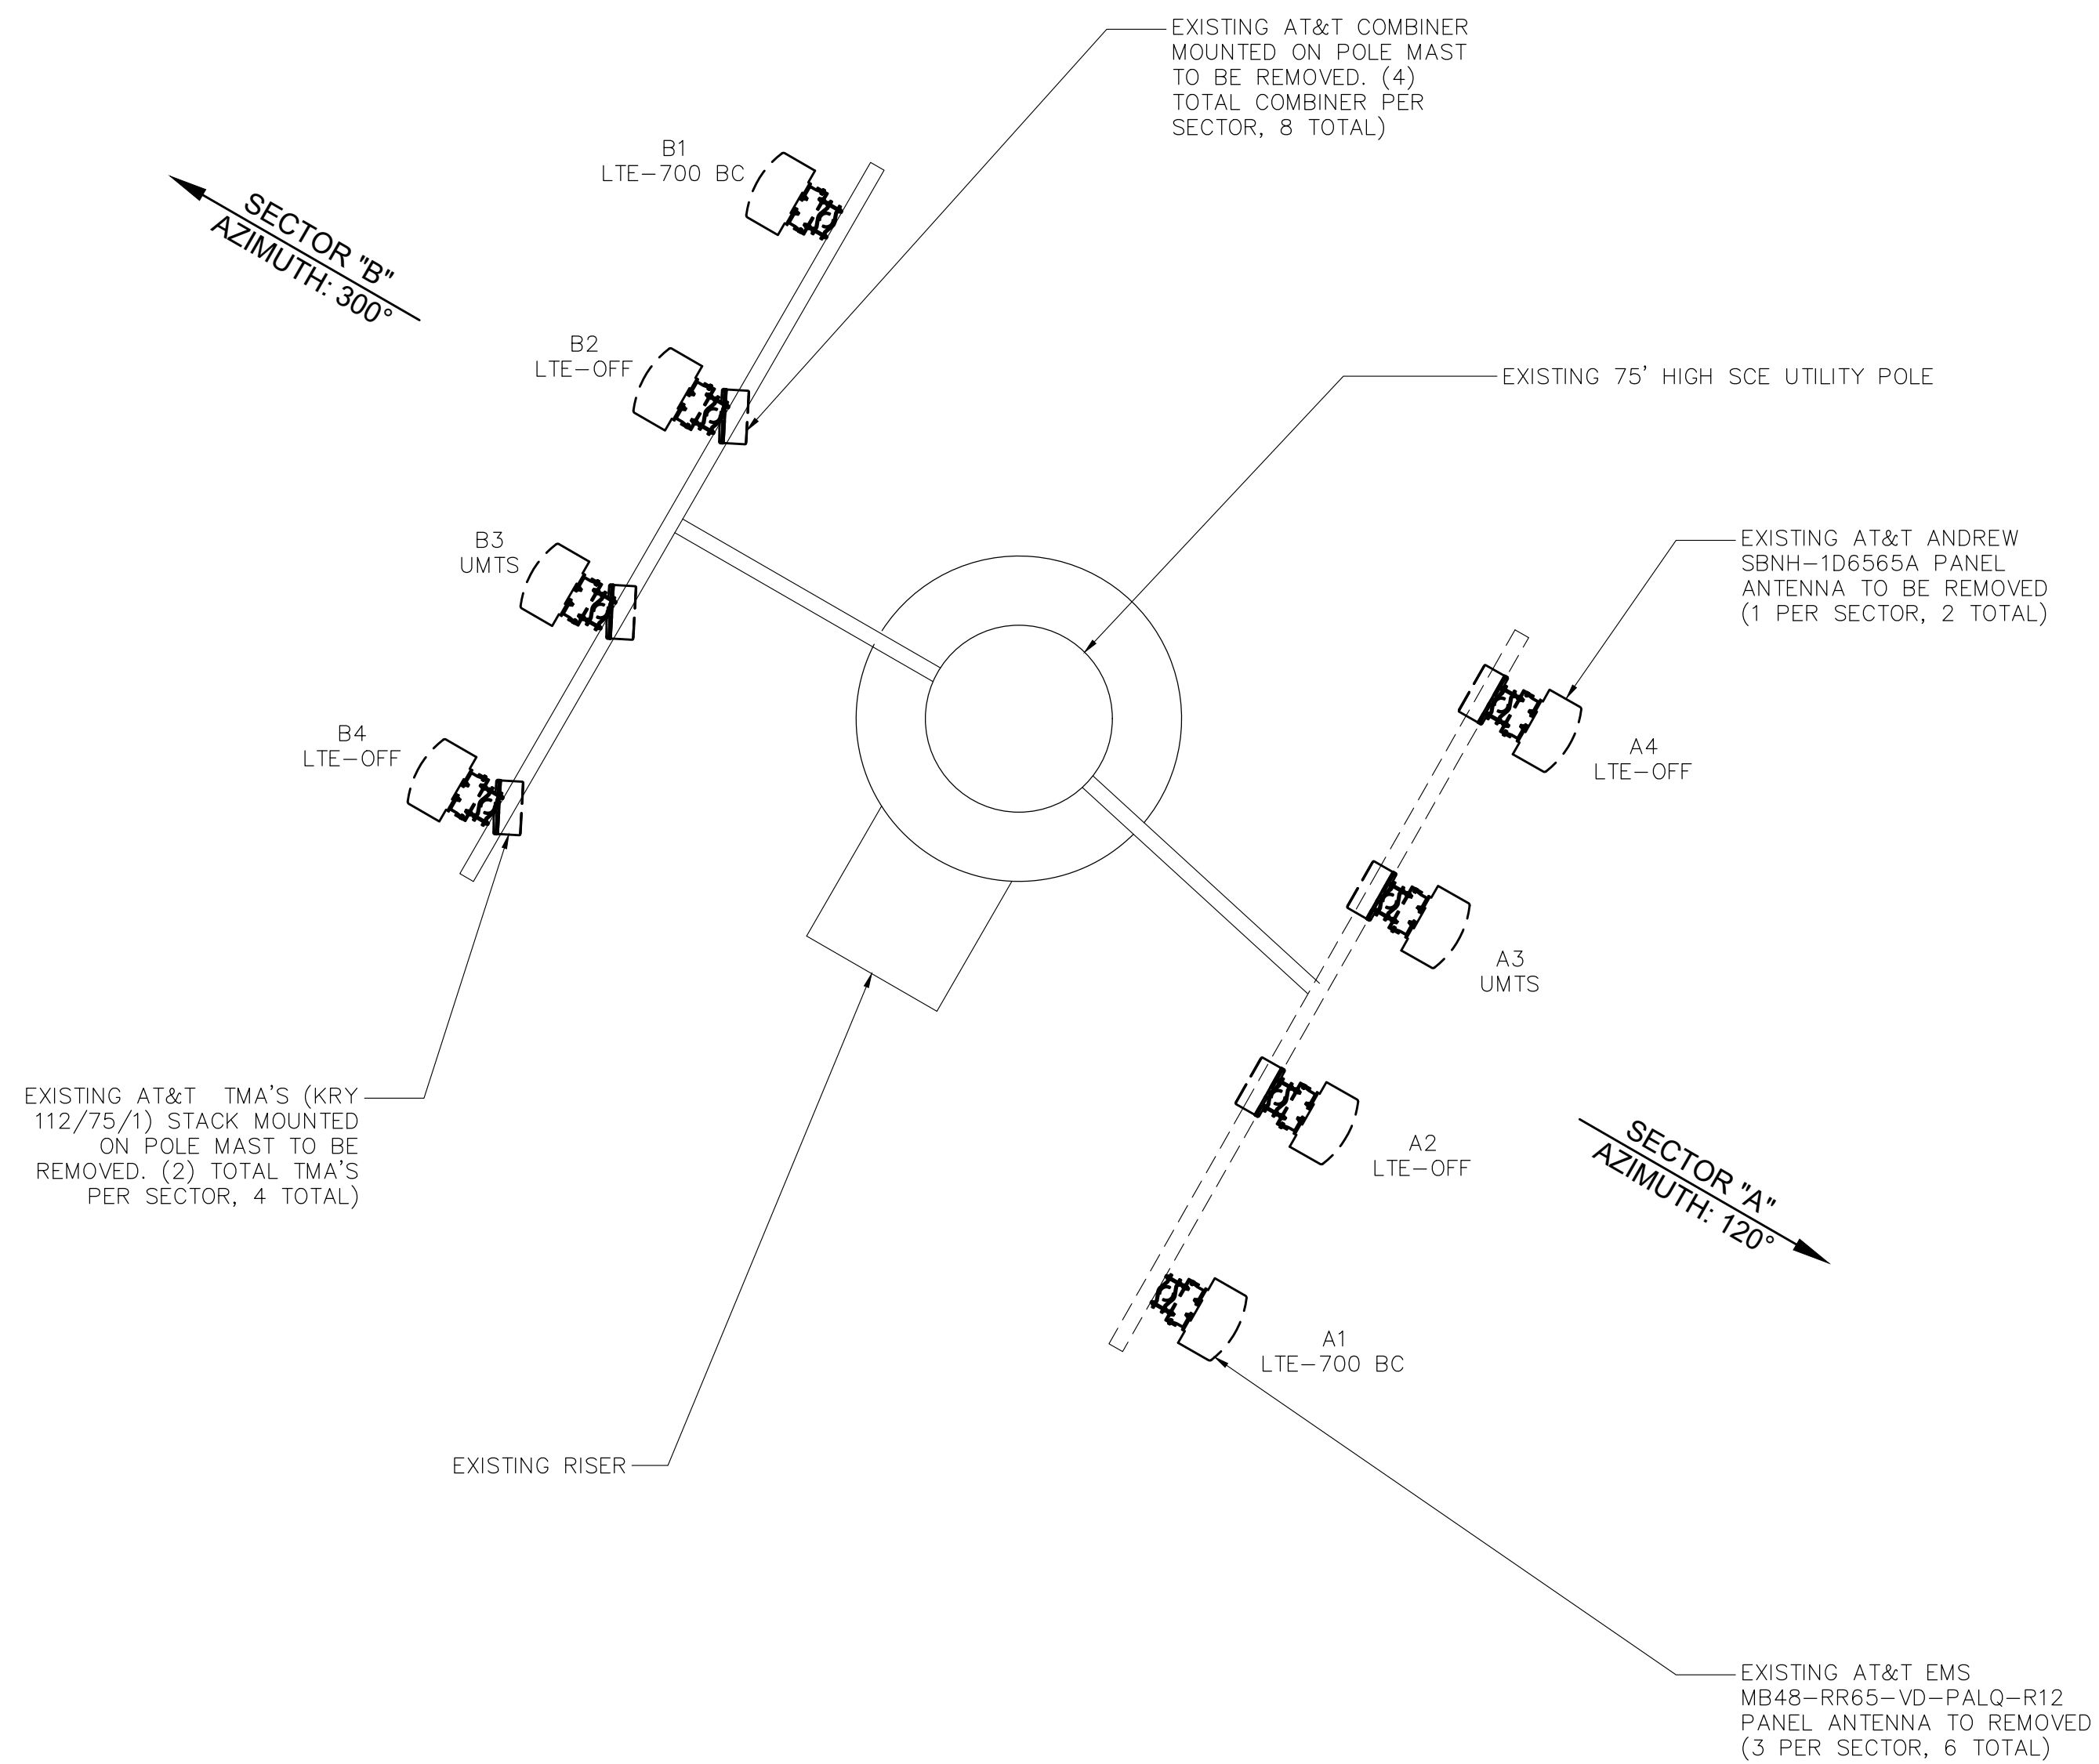 EXISTING AT&T COMBINER
MOUNTED ON POLE MAST
TO BE REMOVED. (4)
TOTAL COMBINER PER
SECTOR, 8 TOTAL)
B1
LTE-700 BC
SECTOR "B"
AZIMUTH: 300°
B2
LTE-OFF
EXISTING 75' HIGH SCE UTILITY POLE
B3
UMTS
EXISTING AT&T ANDREW
SBNH-1D6565A PANEL
ANTENNA TO BE REMOVED
(1 PER SECTOR, 2 TOTAL)
B4
LTE-OFF
A4
LTE-OFF
A3
UMTS
EXISTING AT&T  TMA'S (KRY
112/75/1) STACK MOUNTED
ON POLE MAST TO BE
REMOVED. (2) TOTAL TMA'S
PER SECTOR, 4 TOTAL)
A2
LTE-OFF
SECTOR "A"
AZIMUTH: 120°
A1
LTE-700 BC
EXISTING RISER
EXISTING AT&T EMS
MB48-RR65-VD-PALQ-R12
PANEL ANTENNA TO REMOVED
(3 PER SECTOR, 6 TOTAL)